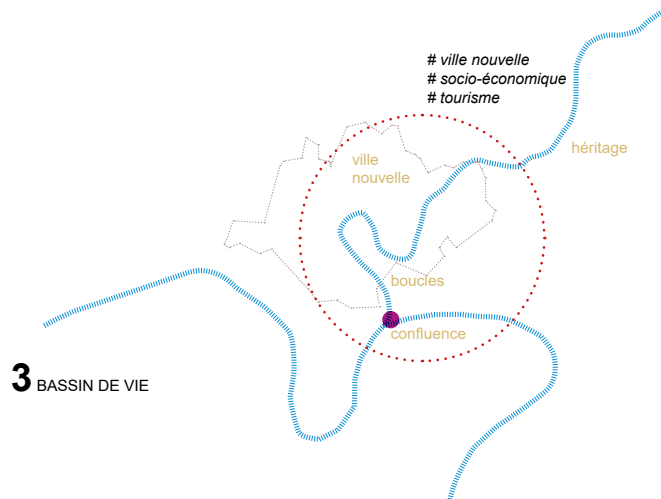 # ville nouvelle
# socio-économique
# tourisme
héritage
ville
nouvelle
boucles
confluence
3 BASSIN DE VIE